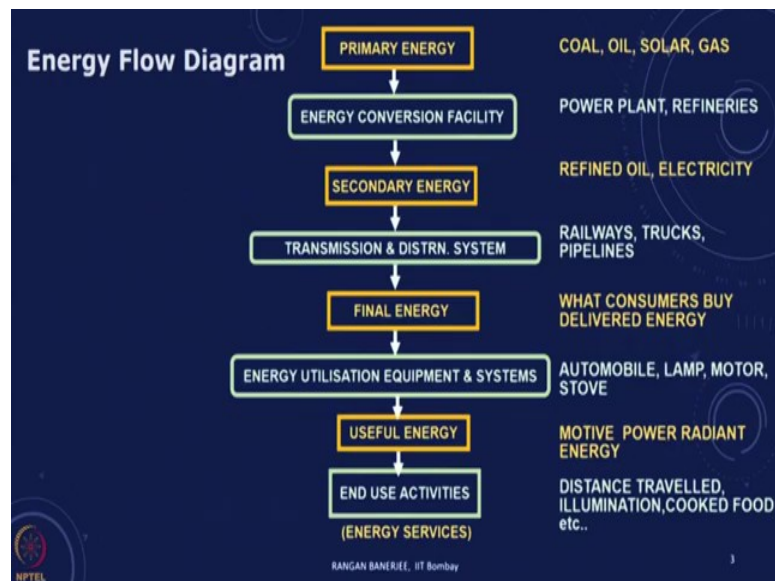 Energy Flow Diagram
PRIMARY ENERGY
COAL, OIL, SOLAR, GAS
ENERGY CONVERSION FACILITY
POWER PLANT, REFINERIES
SECONDARY ENERGY
REFINED OIL, ELECTRICITY
TRANSMISSION & DISTRN. SYSTEM
RAILWAYS, TRUCKS,
PIPELINES
FINAL ENERGY
WHAT CONSUMERS BUY
DELIVERED ENERGY
ENERGY UTILISATION EQUIPMENT & SYSTEMS
AUTOMOBILE, LAMP, MOTOR,
STOVE
USEFUL ENERGY
MOTIVE POWER RADIANT
ENERGY
END USE ACTIVITIES
DISTANCE TRAVELLED,
ILLUMINATION,COOKED FOOD
etc..
(ENERGY SERVICES)
NPTEL
RANGAN BANERJEE, IIT Bombay
3